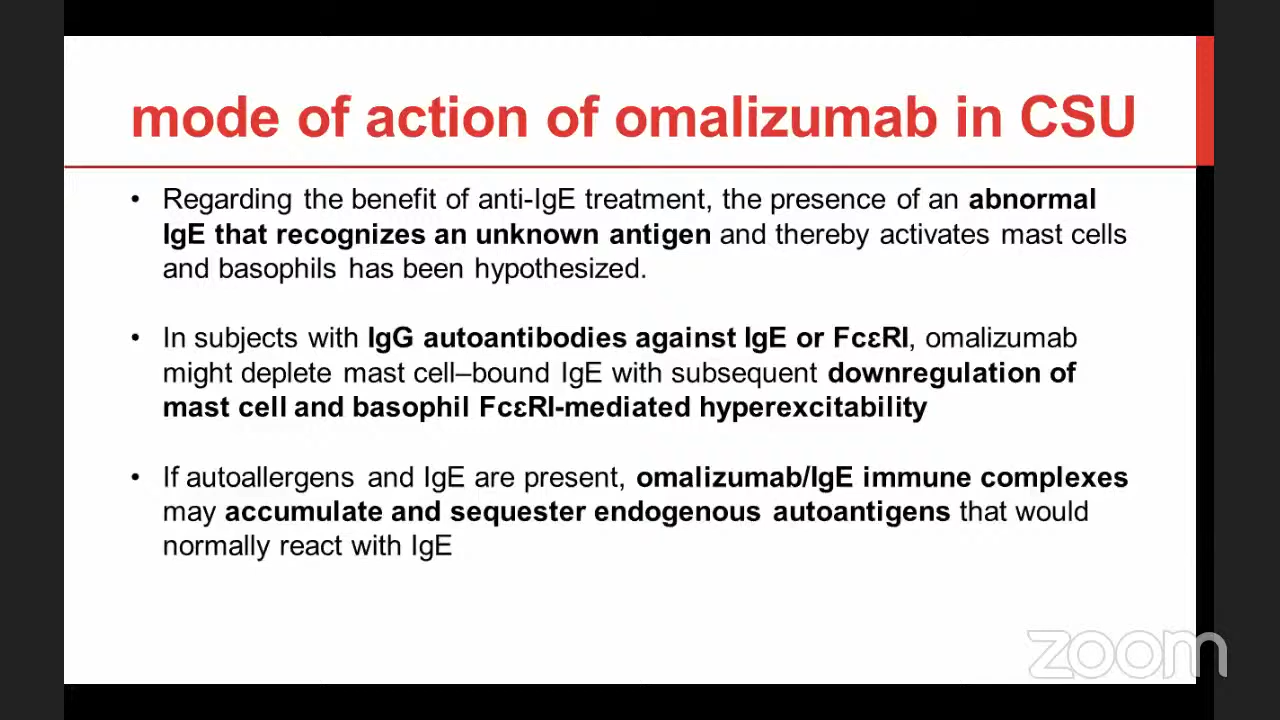 mode of action of omalizumab in CSU
• Regarding the benefit of anti-IgE treatment, the presence of an abnormal
IgE that recognizes an unknown antigen and thereby activates mast cells
and basophils has been hypothesized.
• In subjects with IgG autoantibodies against IgE or FcεRI, omalizumab
might deplete mast cell–bound IgE with subsequent downregulation of
mast cell and basophil FcεRI-mediated hyperexcitability
• If autoallergens and IgE are present, omalizumab/IgE immune complexes
may accumulate and sequester endogenous autoantigens that would
normally react with IgE
zoom